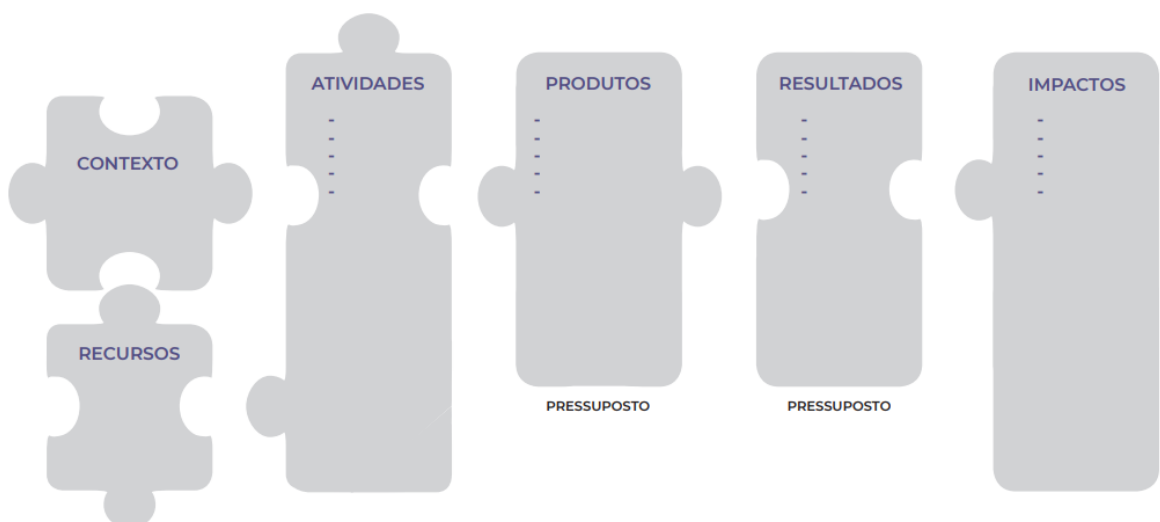 CONTEXTO
RECURSOS
ATIVIDADES
-
-
-
-
-
PRODUTOS
-
-
-
-
-
PRESSUPOSTO
RESULTADOS
-
-
-
-
-
PRESSUPOSTO
IMPACTOS
-
-
-
-
-